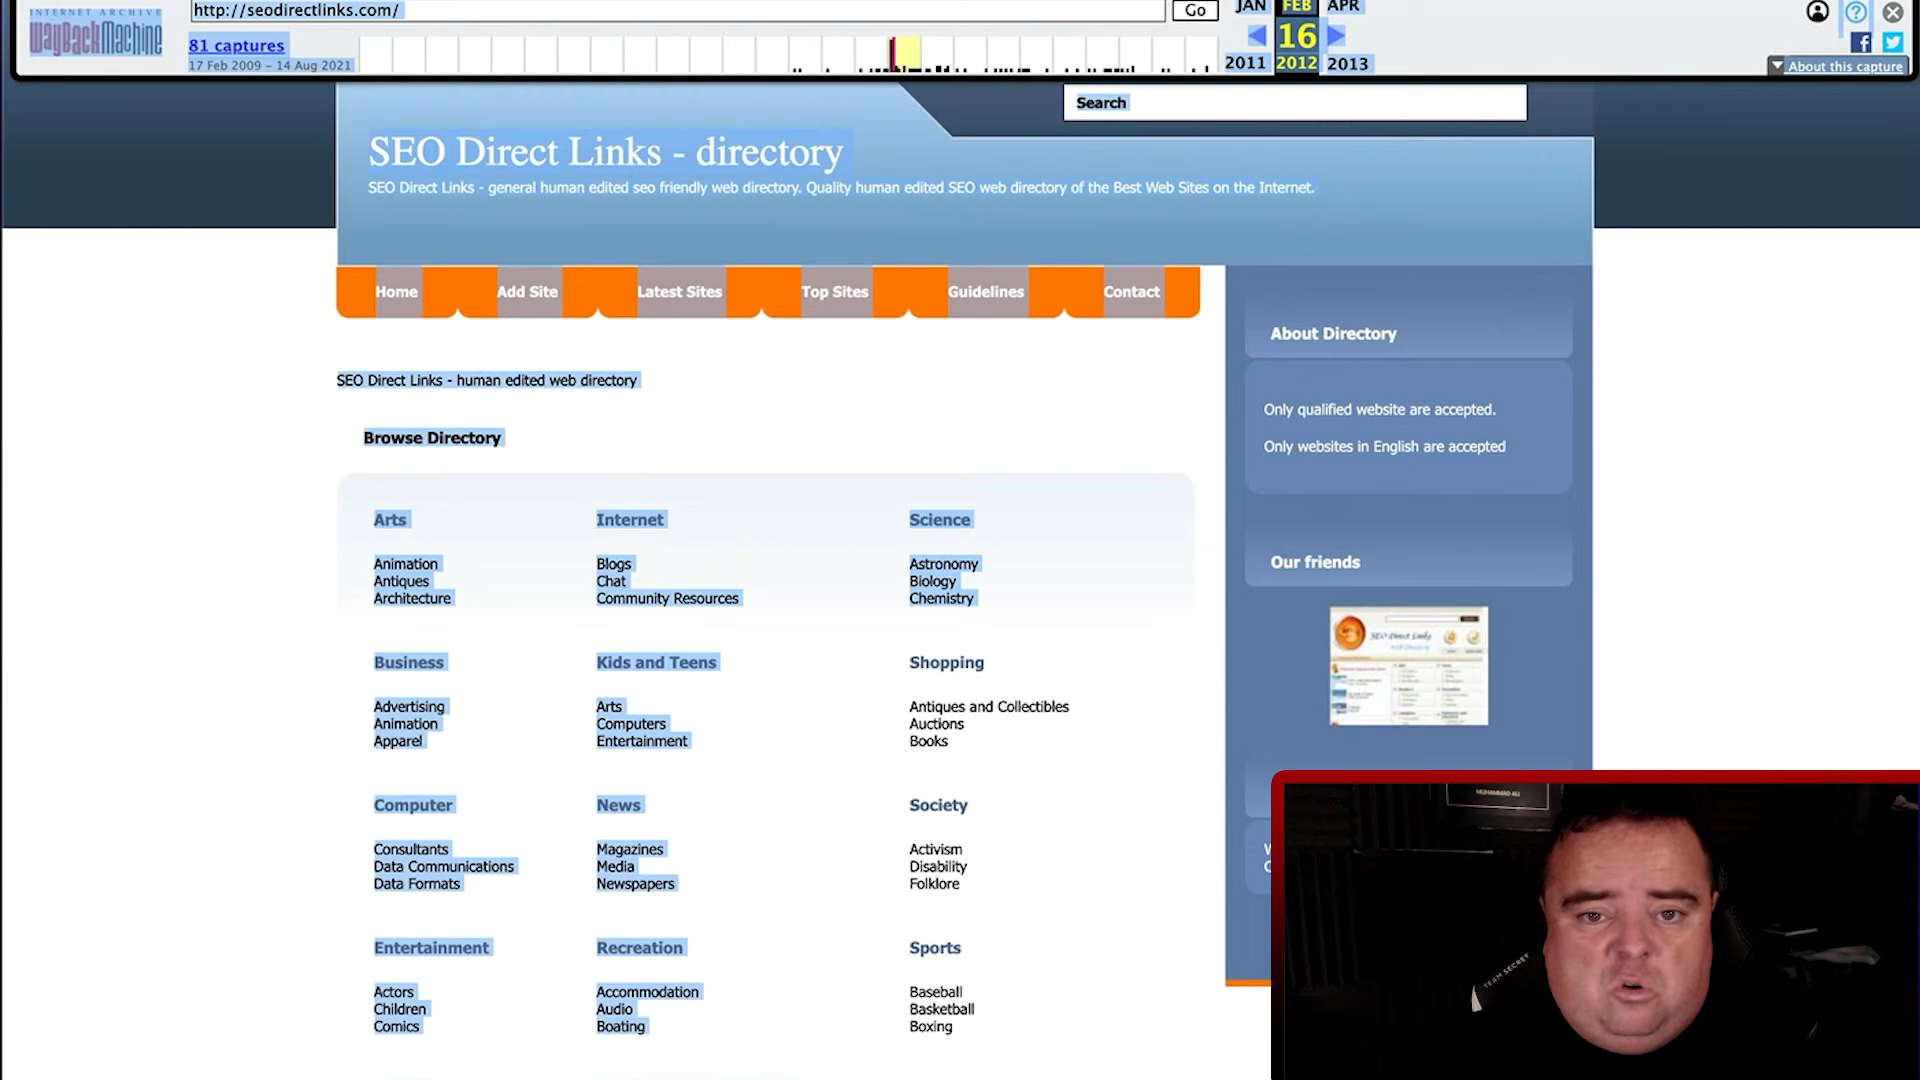 INTERNET ARCHIVE
WayBackMachine
http://seodirectlinks.com/
Go
JAN
FEB
APR
81 captures
16
17 Feb 2009 – 14 Aug 2021
2011
2012
2013
About this capture
Search
SEO Direct Links - directory
SEO Direct Links - general human edited seo friendly web directory. Quality human edited SEO web directory of the Best Web Sites on the Internet.
Home
Add Site
Latest Sites
Top Sites
Guidelines
Contact
SEO Direct Links - human edited web directory
Browse Directory
Arts
Animation
Antiques
Architecture
Internet
Blogs
Chat
Community Resources
Science
Astronomy
Biology
Chemistry
Business
Advertising
Animation
Apparel
Kids and Teens
Arts
Computers
Entertainment
Shopping
Antiques and Collectibles
Auctions
Books
Computer
Consultants
Data Communications
Data Formats
News
Magazines
Media
Newspapers
Society
Activism
Disability
Folklore
Entertainment
Actors
Children
Comics
Recreation
Accommodation
Audio
Boating
Sports
Baseball
Basketball
Boxing
About Directory
Only qualified website are accepted.
Only websites in English are accepted
Our friends
SEO Direct Links
MUHAMMAD ALI
TEAM SECRET